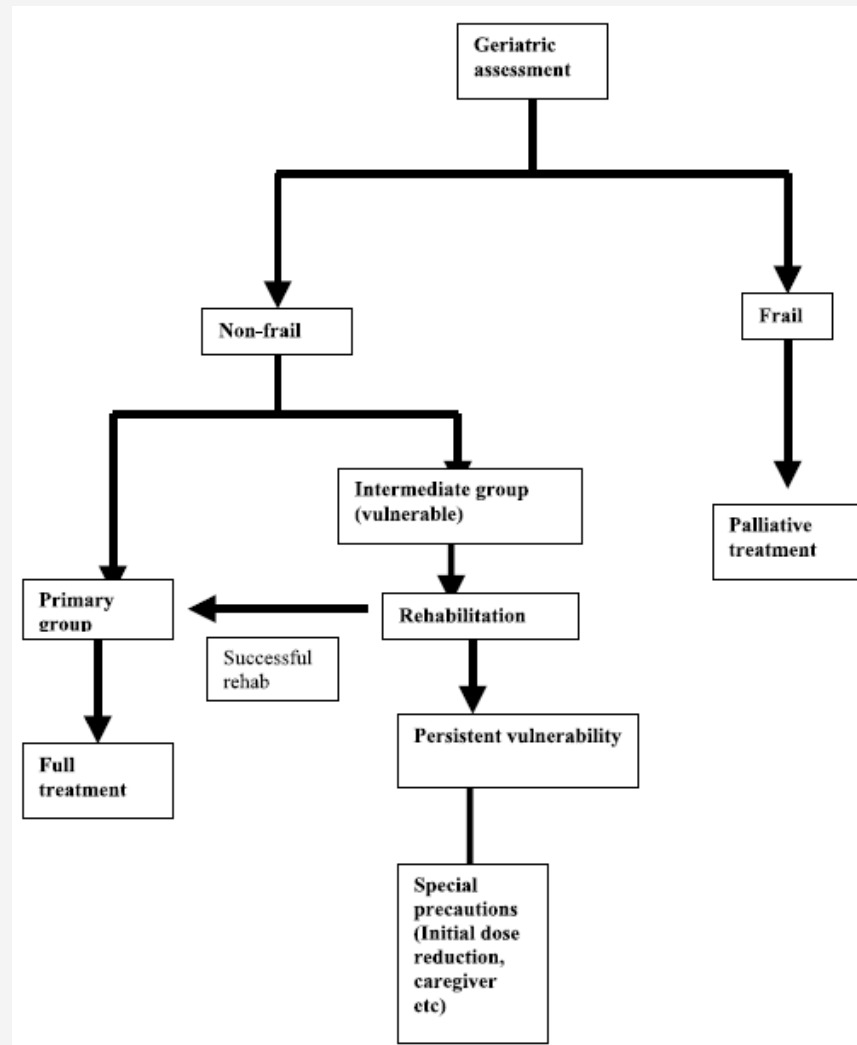 Geriatric
assessment
Non-frail
Frail
Intermediate group
(vulnerable)
Palliative
treatment
Primary
group
Rehabilitation
Successful
rehab
Persistent vulnerability
Full
treatment
Special
precautions
(Initial dose
reduction,
caregiver
etc)